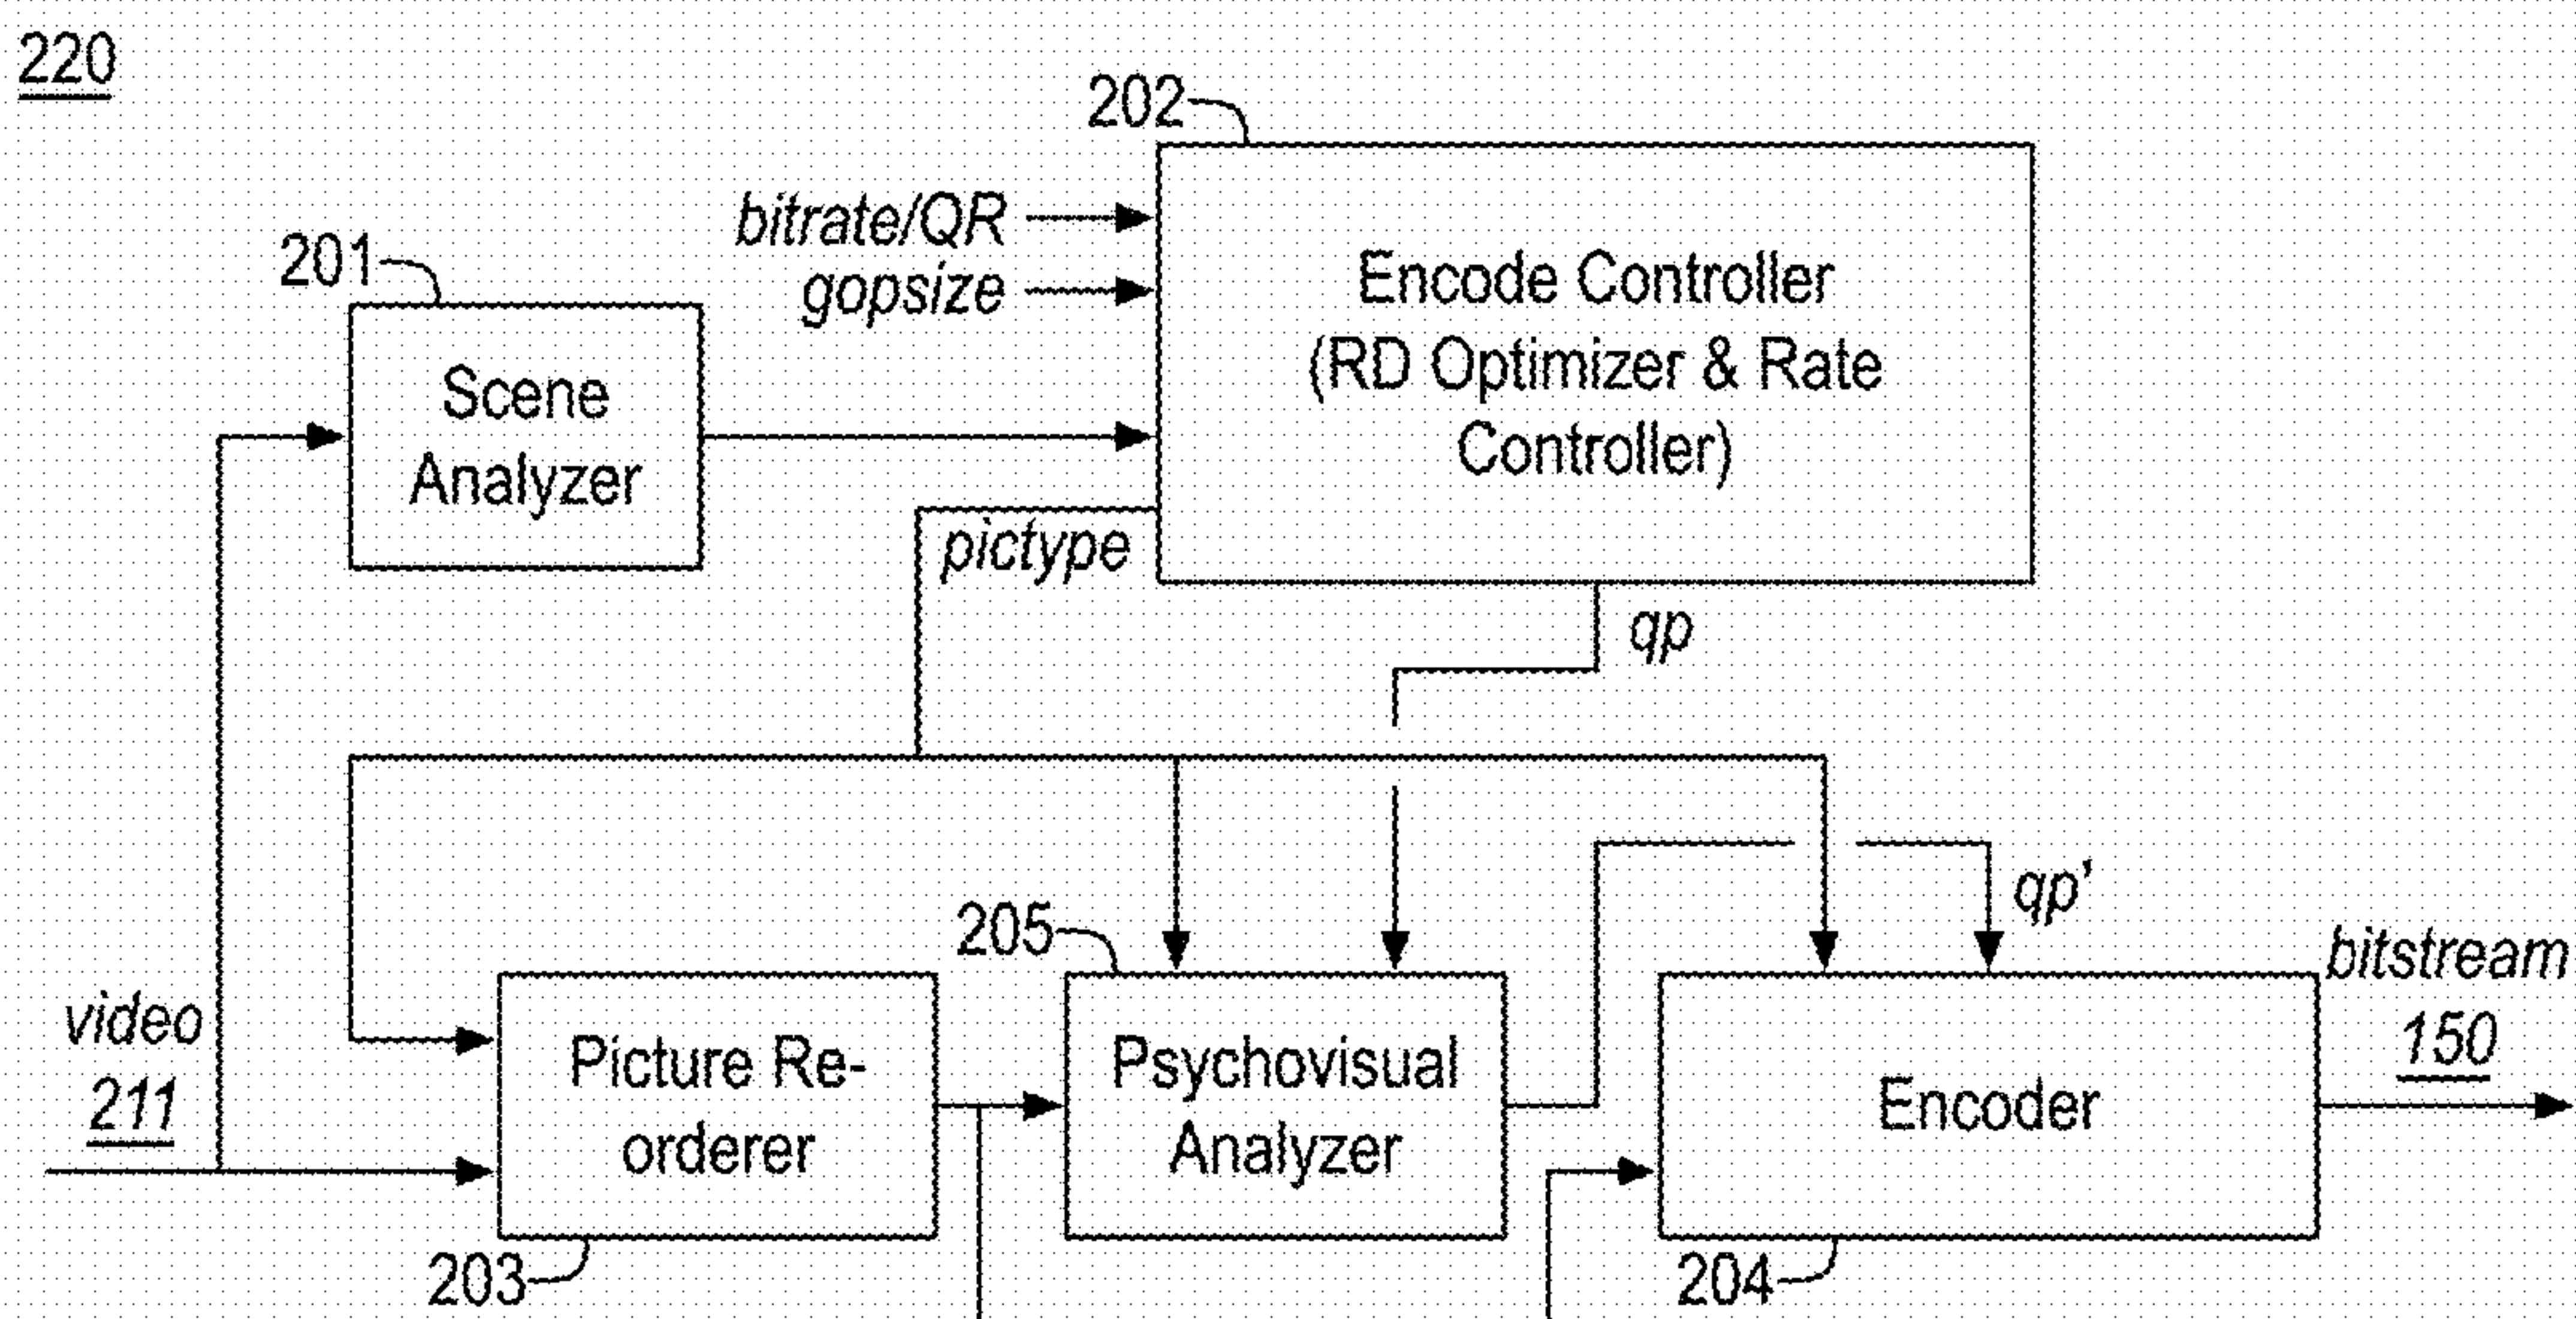 220
202
bitrate/QR
gopsize
201
Encode Controller
(RD Optimizer & Rate
Controller)
Scene
Analyzer
pictype
qp
qp'
205
video
211
bitstream
150
Picture Re-
orderer
Psychovisual
Analyzer
Encoder
203
204